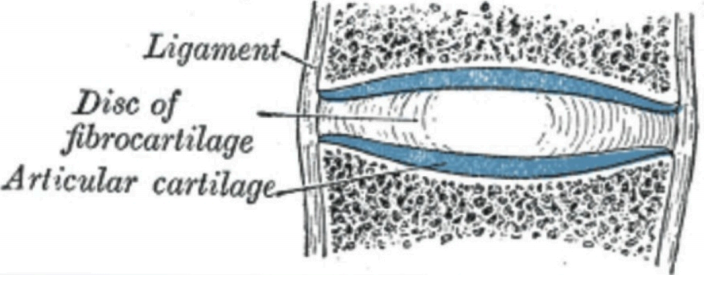 Ligament
Disc of
fibrocartilage
Articular cartilage